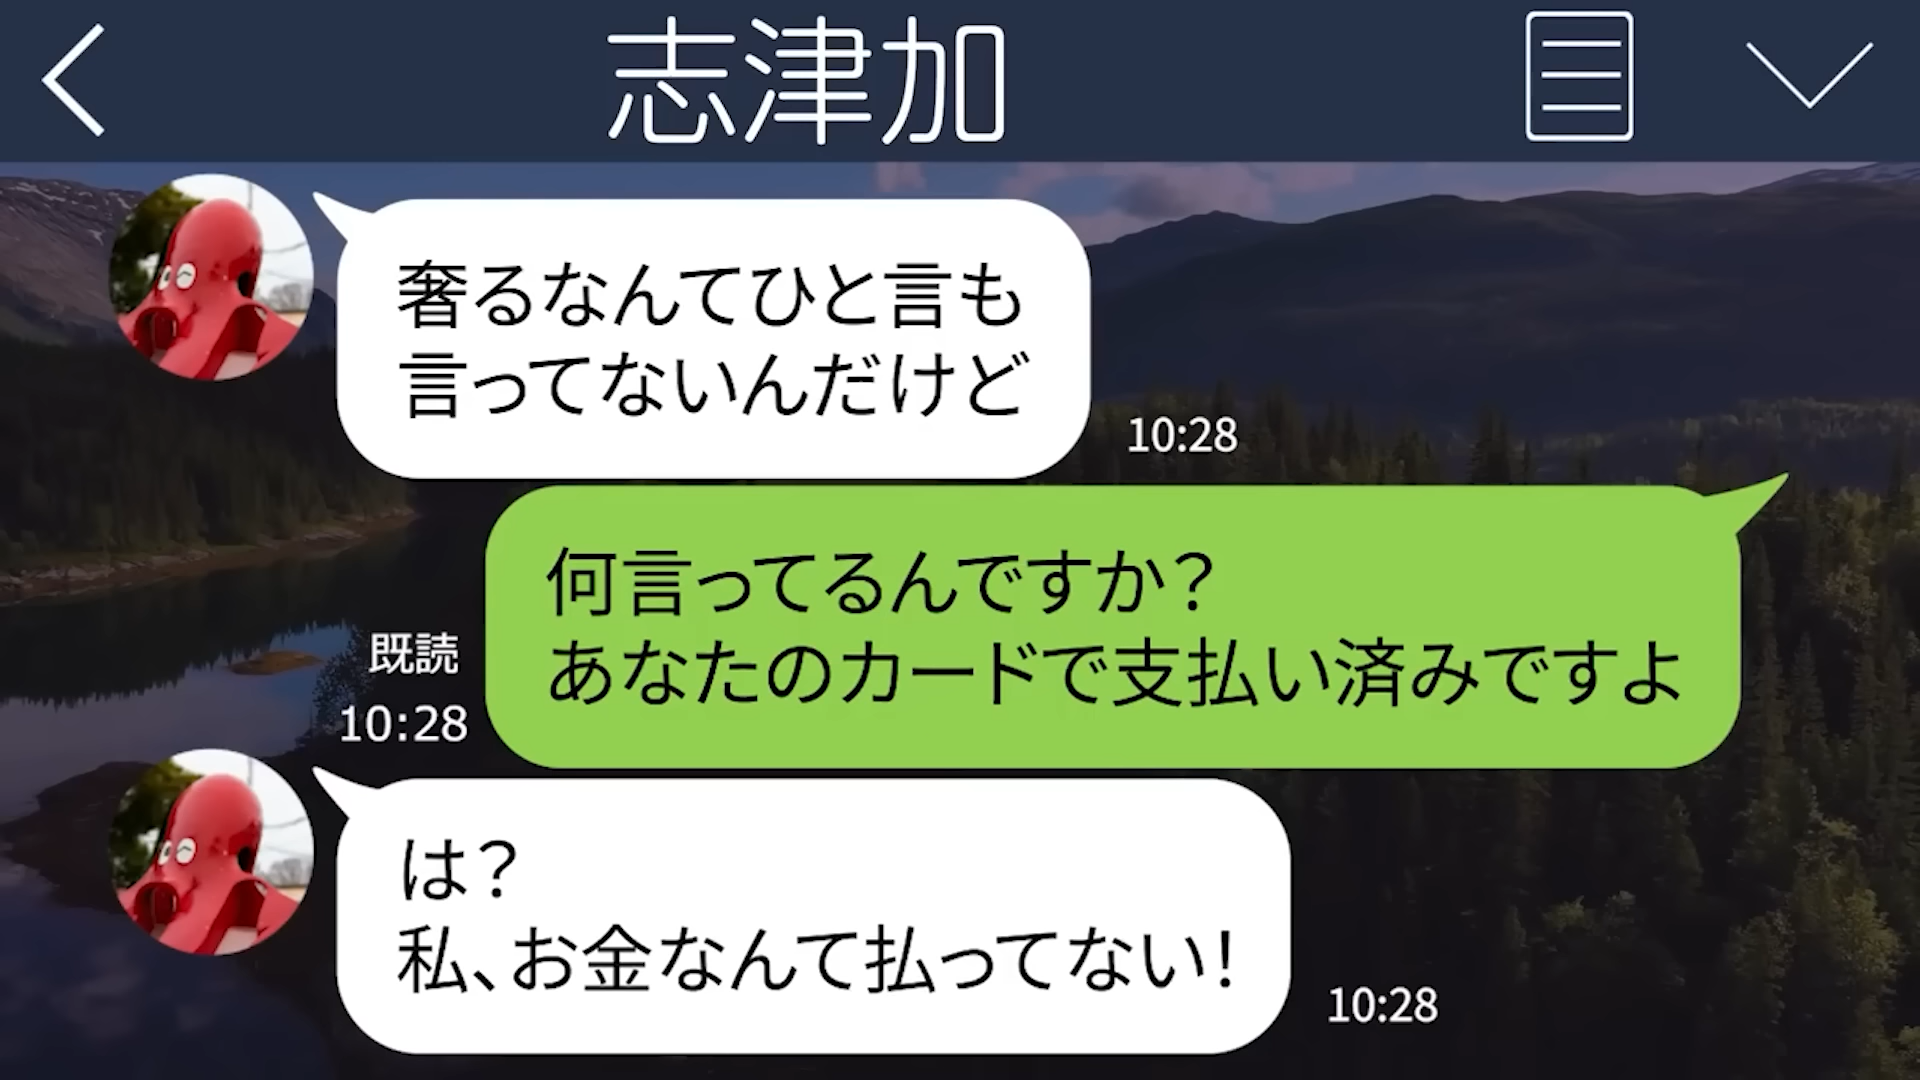 志津加
奢るなんてひと言も
言ってないんだけど
10:28
何言ってるんですか？
あなたのカードで支払い済みですよ
既読
10:28
は？
私、お金なんて払ってない！
10:28